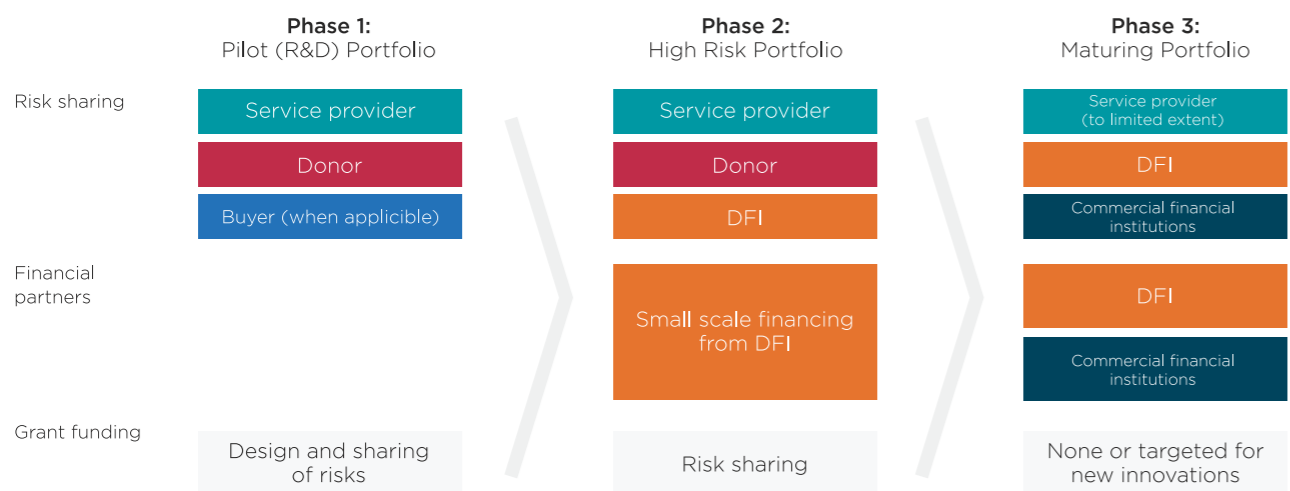 Phase 1:
Pilot (R&D) Portfolio
Phase 2:
High Risk Portfolio
Phase 3:
Maturing Portfolio
Risk sharing
Service provider
Service provider
Service provider
(to limited extent)
Donor
Donor
DFI
Buyer (when applicible)
DFI
Commercial financial
institutions
Financial
partners
Small scale financing
from DFI
DFI
Commercial financial
institutions
Grant funding
Design and sharing
of risks
Risk sharing
None or targeted for
new innovations